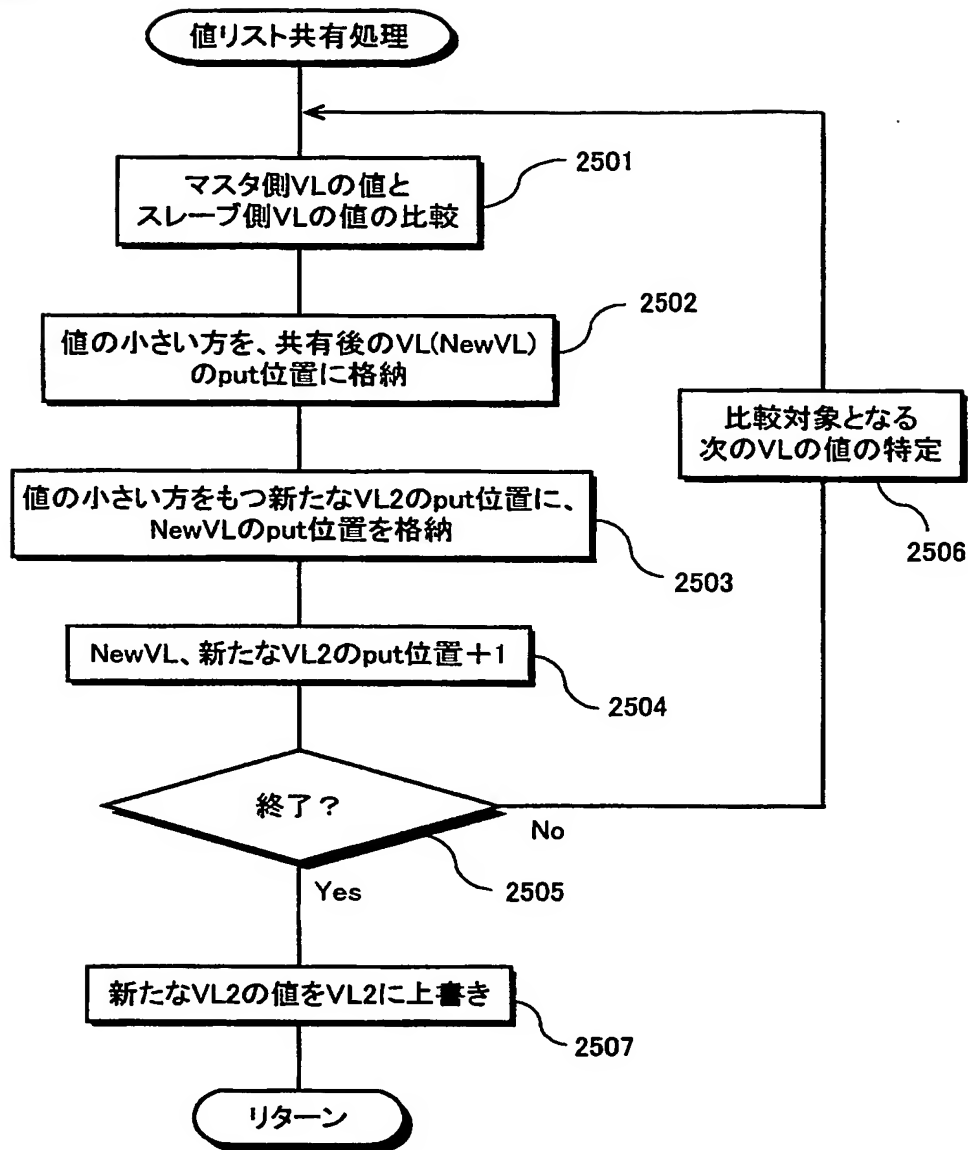 値リスト共有処理
マスタ側VLの値と
スレーブ側VLの値の比較
2501
値の小さい方を、共有後のVL(NewVL)
のput位置に格納
2502
値の小さい方をもつ新たなVL2のput位置に、
NewVLのput位置を格納
2503
NewVL、新たなVL2のput位置+1
2504
終了?
2505
No
Yes
比較対象となる
次のVLの値の特定
2506
新たなVL2の値をVL2に上書き
2507
リターン